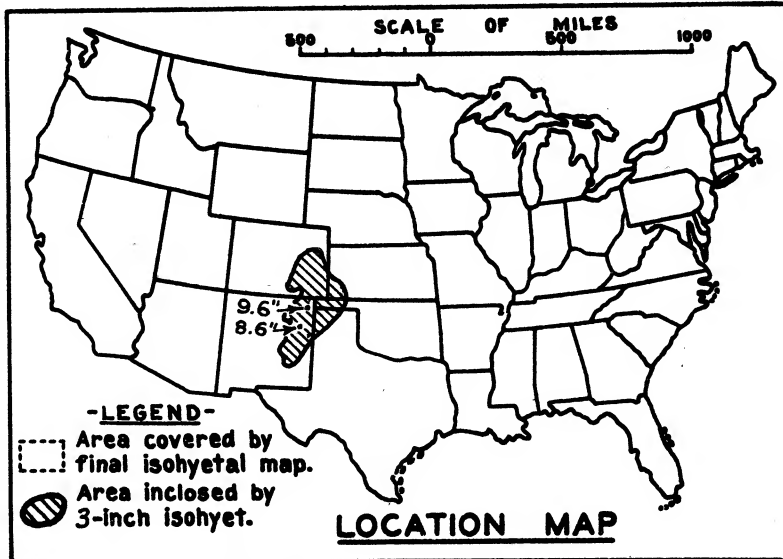 SCALE OF MILES
500 0 500 1000
9.6"
8.6"
-LEGEND-
Area covered by
final isohyetal map.
Area inclosed by
3-inch isohyet.
LOCATION MAP